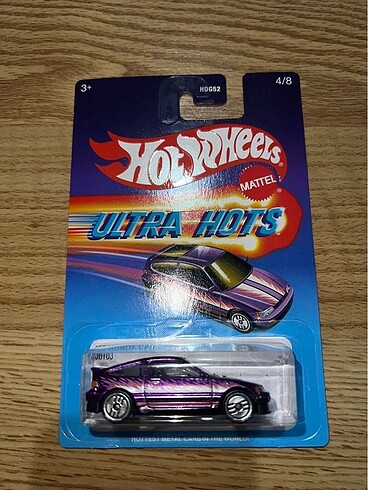 3+
HDG52
4/8
HOT WHEELS
MATTEL
ULTRA HOTS
HOTTEST METAL CARS IN THE WORLD!